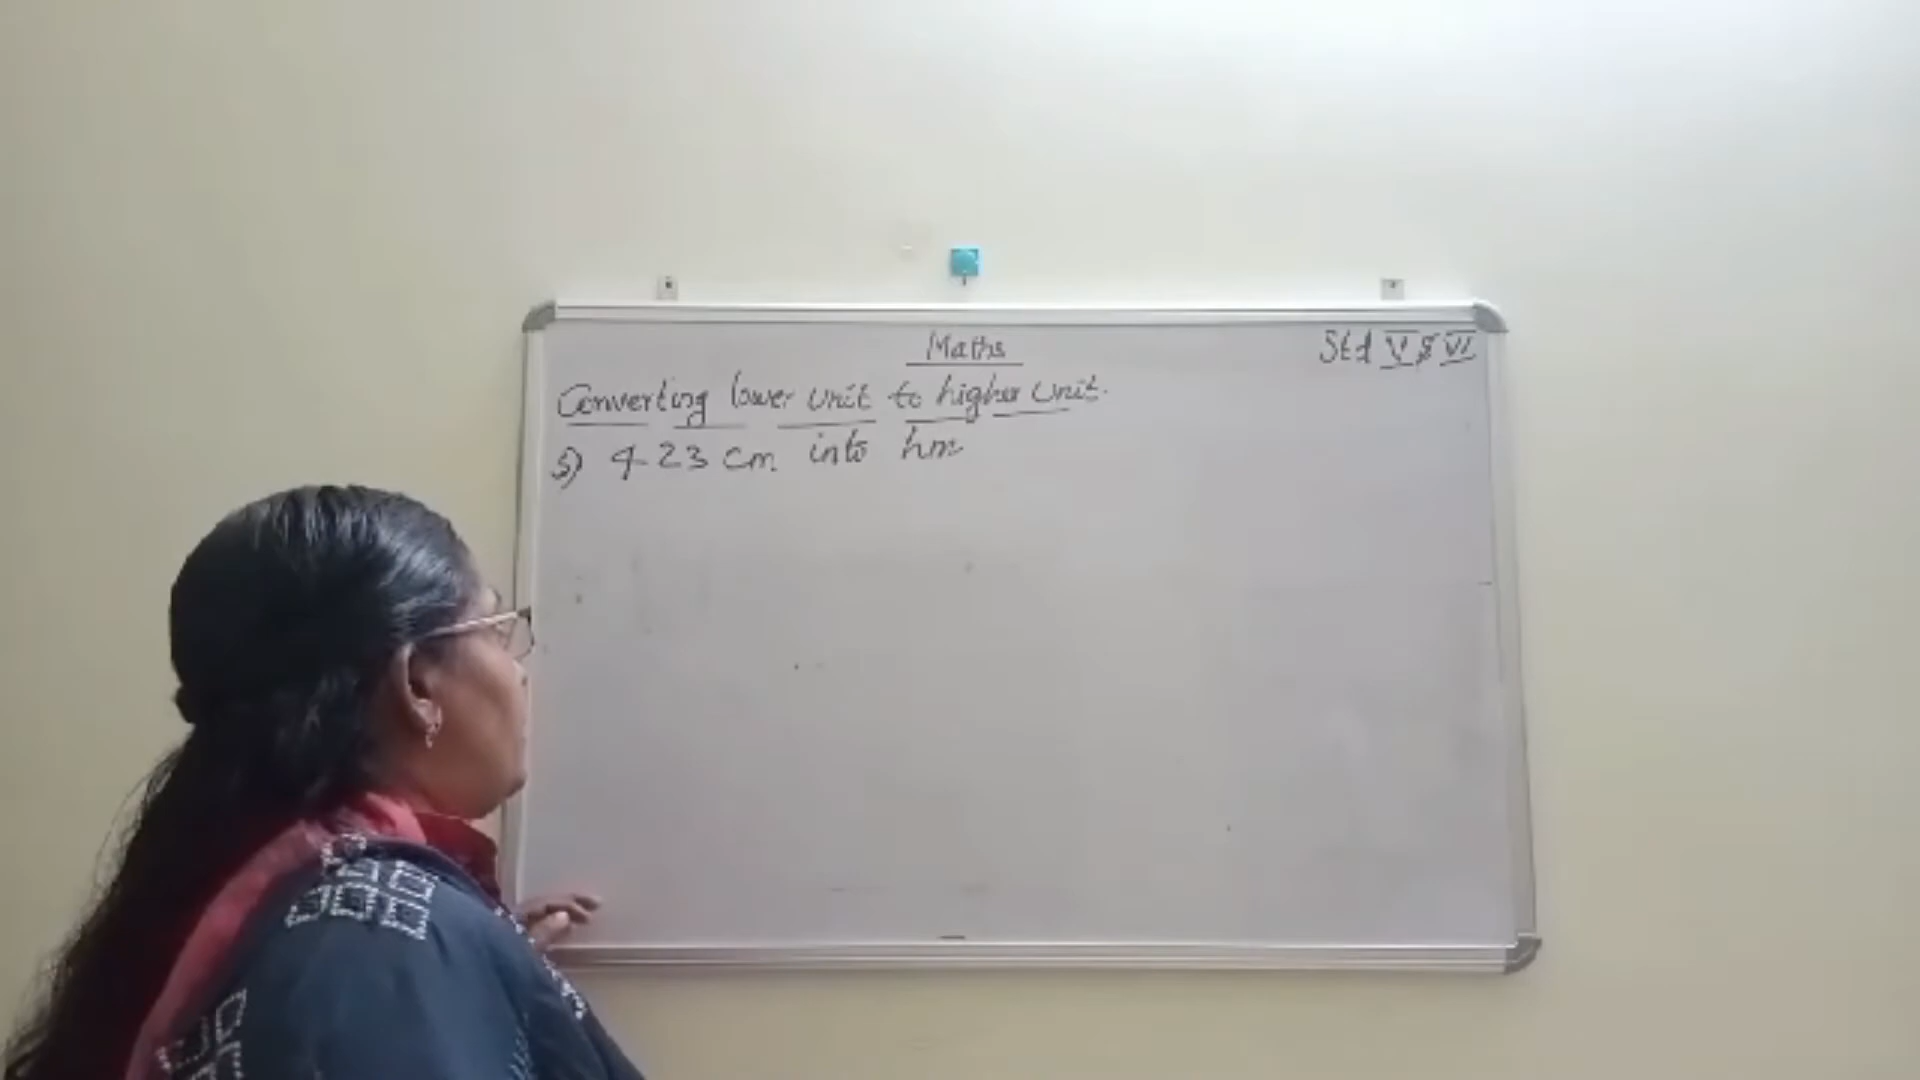 Maths
Std V & VI
Converting lower unit to higher unit.
5) 423 cm into hm